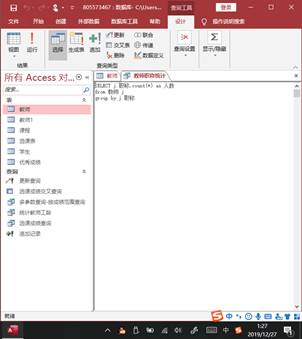 805573467 : 数据库- C:\Users...
查询工具
登录
文件
开始
创建
外部数据
数据库工具
帮助
设计
操作说明搜索
视图
运行
选择
生成表
追加
更新
交叉表
删除
联合
传递
数据定义
查询设置
显示/隐藏
结果
查询类型
所有 Access 对...
搜索...
表
教师
教师1
课程
选课表
学生
优秀成绩
查询
更新查询
选课成绩交叉查询
多参数查询-按成绩范围查询
统计教师工龄
选课成绩查询
追加记录
教师
教师职称统计
SELECT j.职称,count(*) as 人数
from 教师 j
group by j.职称
中
1:27
2019/12/27